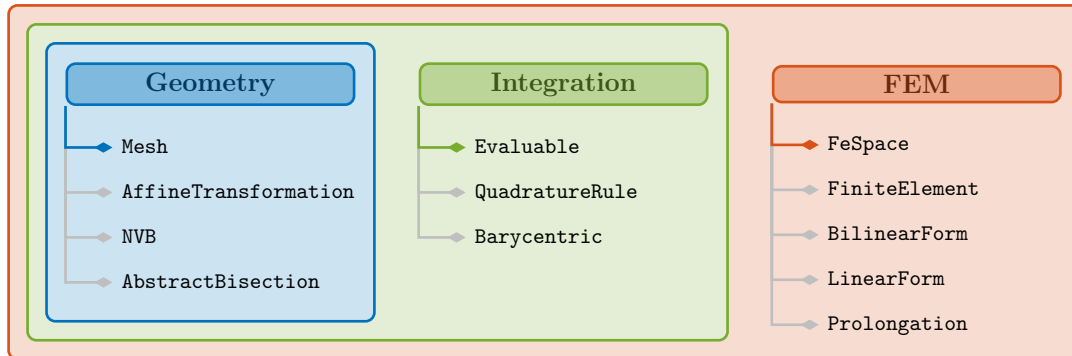 Geometry
Mesh
AffineTransformation
NVB
AbstractBisection
Integration
Evaluable
QuadratureRule
Barycentric
FEM
FeSpace
FiniteElement
BilinearForm
LinearForm
Prolongation